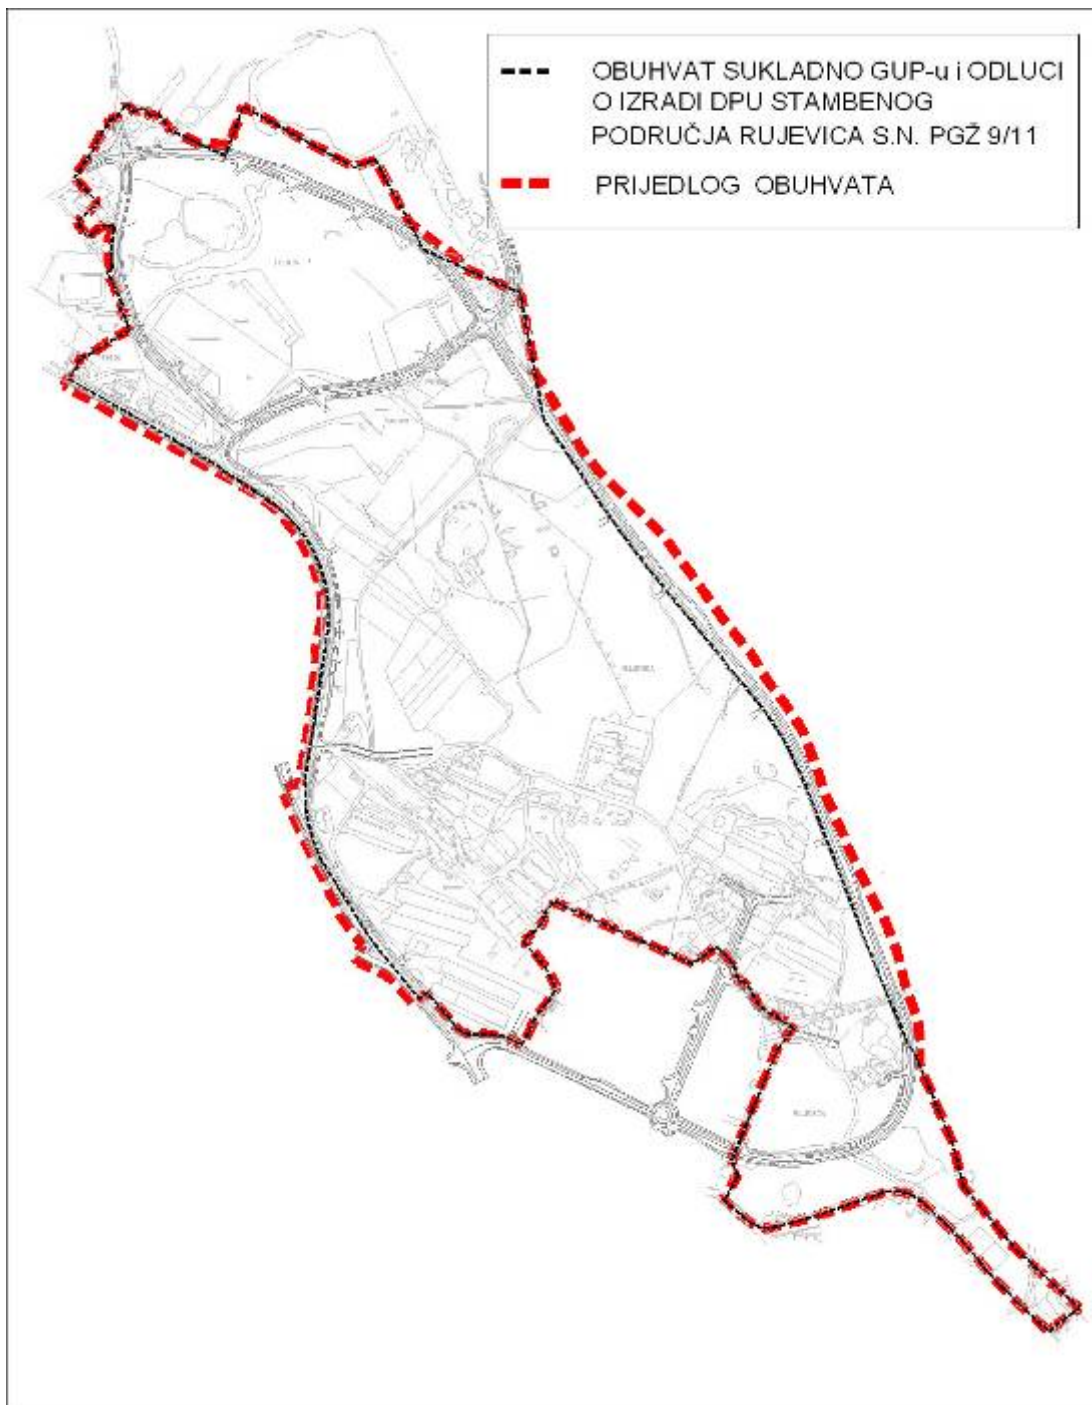 OBUHVAT SUKLADNO GUP-u i ODLUCI
O IZRADI DPU STAMBENOG
PODRUČJA RUJEVICA S.N. PGŽ 9/11
PRIJEDLOG OBUHVATA